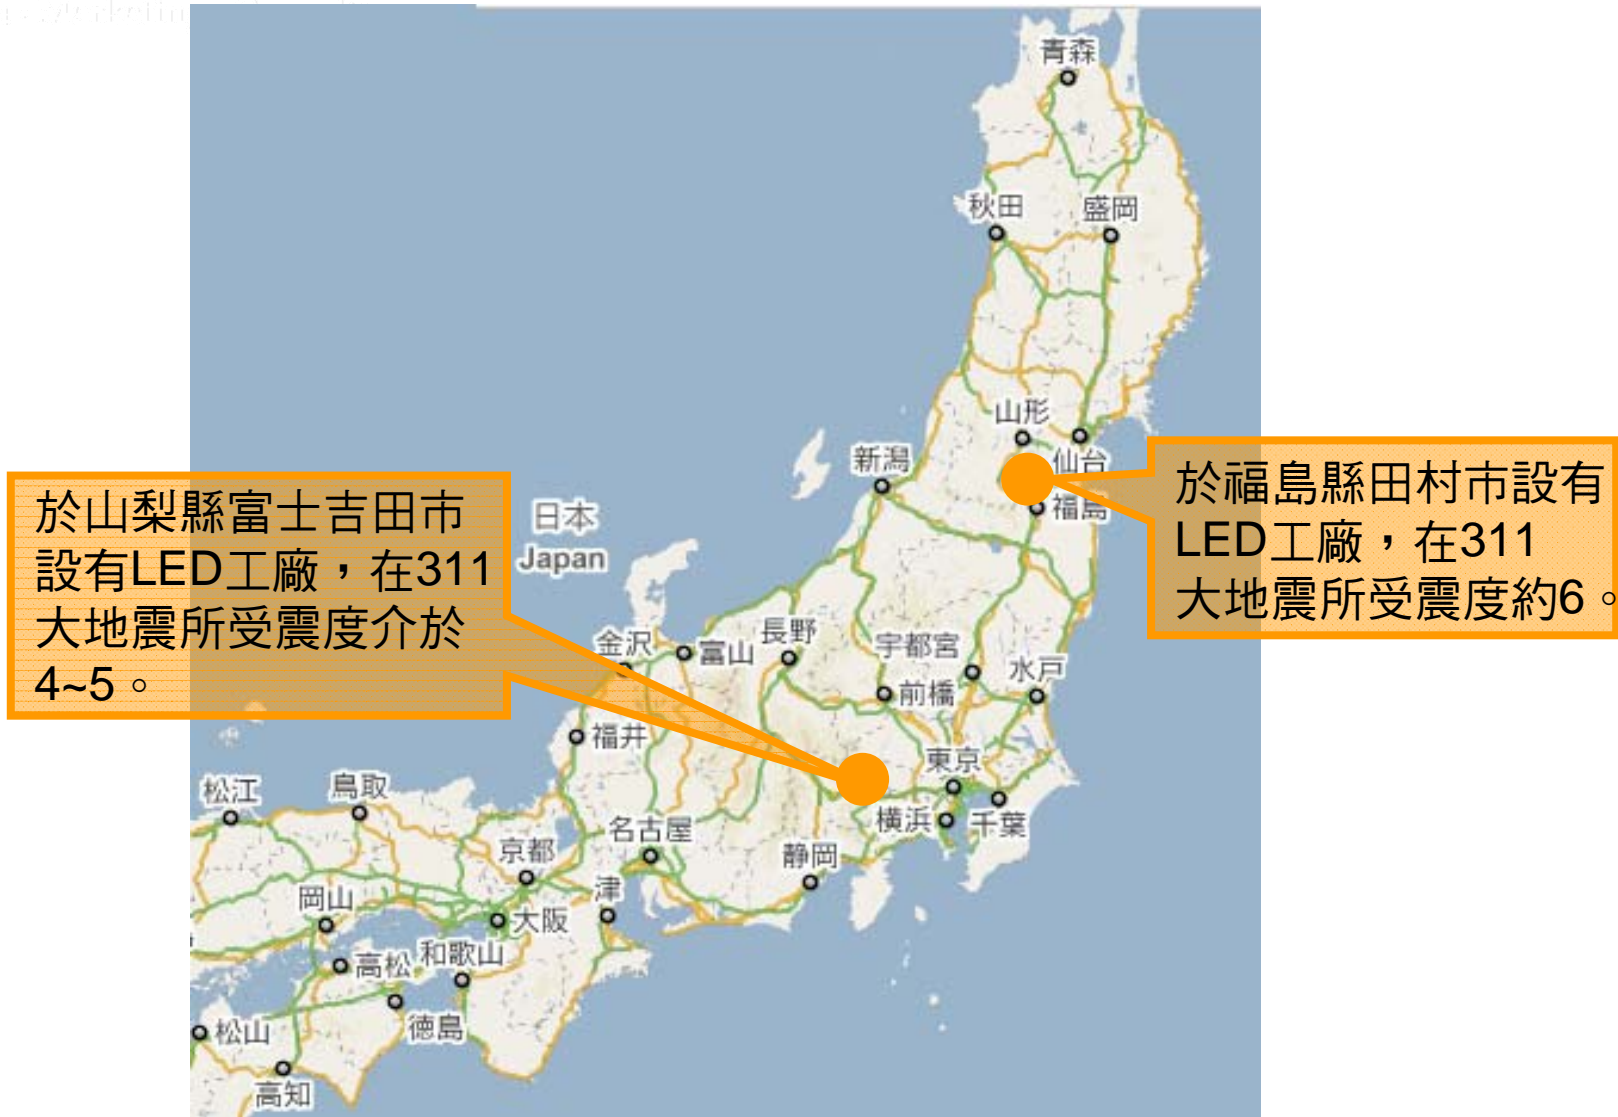 青森
秋田
盛岡
山形
仙台
新潟
福島
於山梨縣富士吉田市
設有LED工廠，在311
大地震所受震度介於
4~5。
於福島縣田村市設有
LED工廠，在311
大地震所受震度約6。
日本
Japan
金沢
富山
長野
宇都宮
水戸
前橋
福井
東京
松江
鳥取
横浜
千葉
名古屋
京都
静岡
津
岡山
大阪
高松
和歌山
徳島
松山
高知